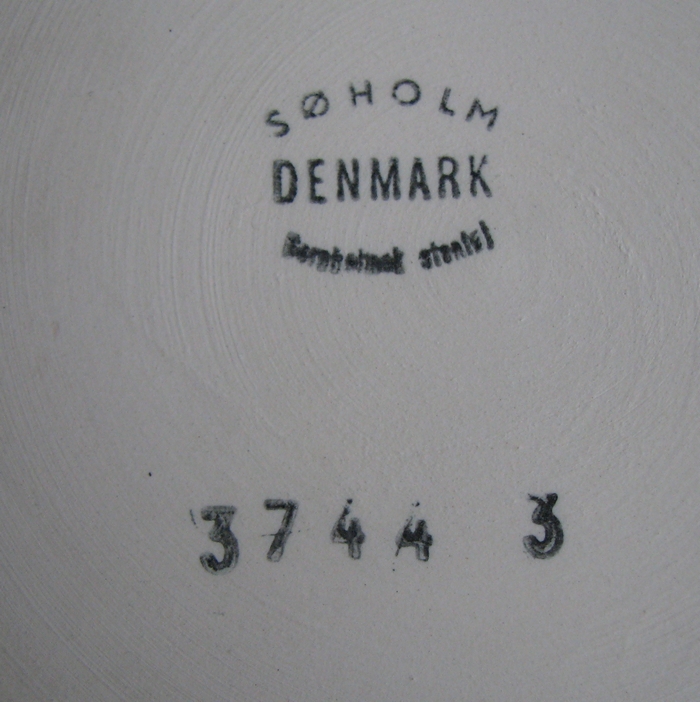 SØHOLM
DENMARK
Bornholmsk stentøj
3744 3